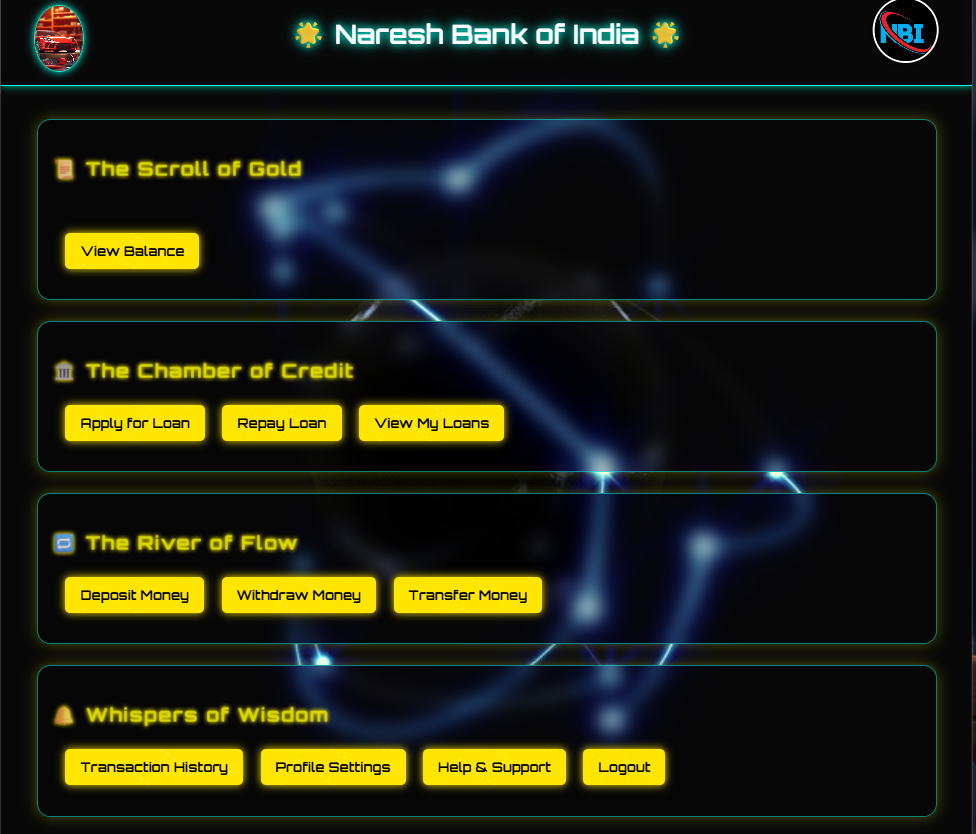 🌟 Naresh Bank of India 🌟
NBI
📜 The Scroll of Gold
View Balance
🏛️ The Chamber of Credit
Apply for Loan Repay Loan View My Loans
🔁 The River of Flow
Deposit Money Withdraw Money Transfer Money
🔔 Whispers of Wisdom
Transaction History Profile Settings Help & Support Logout